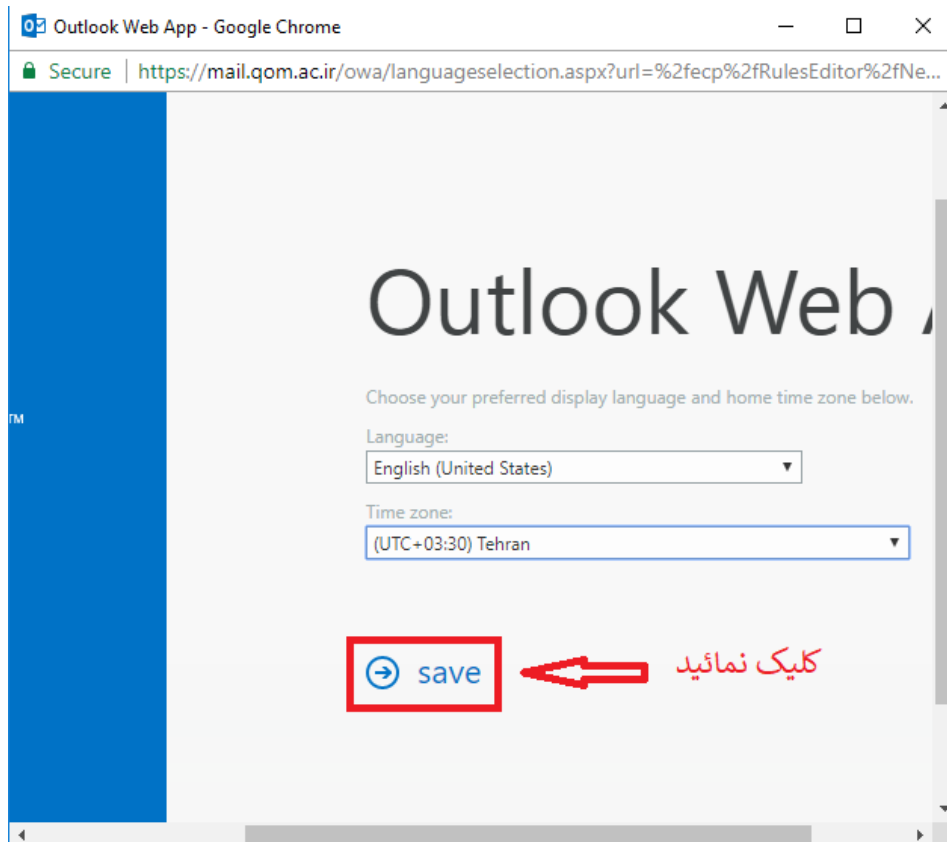 Outlook Web App - Google Chrome
Secure | https://mail.qom.ac.ir/owa/languageselection.aspx?url=%2fecp%2fRulesEditor%2fNe...
TM
Outlook Web
Choose your preferred display language and home time zone below.
Language:
English (United States)
Time zone:
(UTC+03:30) Tehran
save
کلیک نمائید